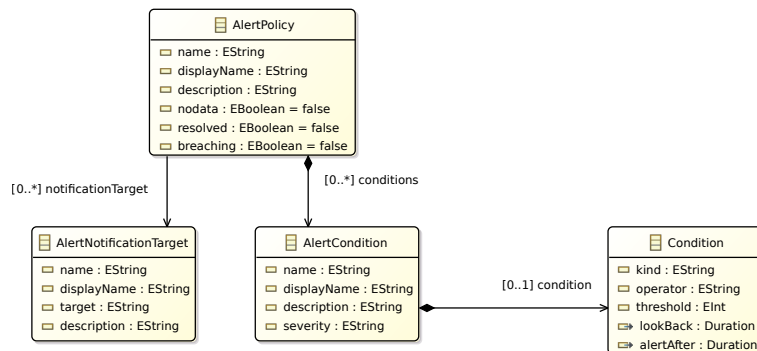 AlertPolicy
name : EString
displayName : EString
description : EString
nodata : EBoolean = false
resolved : EBoolean = false
breaching : EBoolean = false
[0..*] notificationTarget
[0..*] conditions
AlertNotificationTarget
name : EString
displayName : EString
target : EString
description : EString
AlertCondition
name : EString
displayName : EString
description : EString
severity : EString
[0..1] condition
Condition
kind : EString
operator : EString
threshold : EInt
lookBack : Duration
alertAfter : Duration